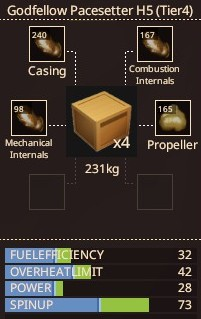 Godfellow Pacesetter H5 (Tier4)
240
167
Casing
Combustion
Internals
98
x4
165
Mechanical
Internals
Propeller
231kg
FUELEFFICIENCY 32
OVERHEATLIMIT 42
POWER 28
SPINUP 73